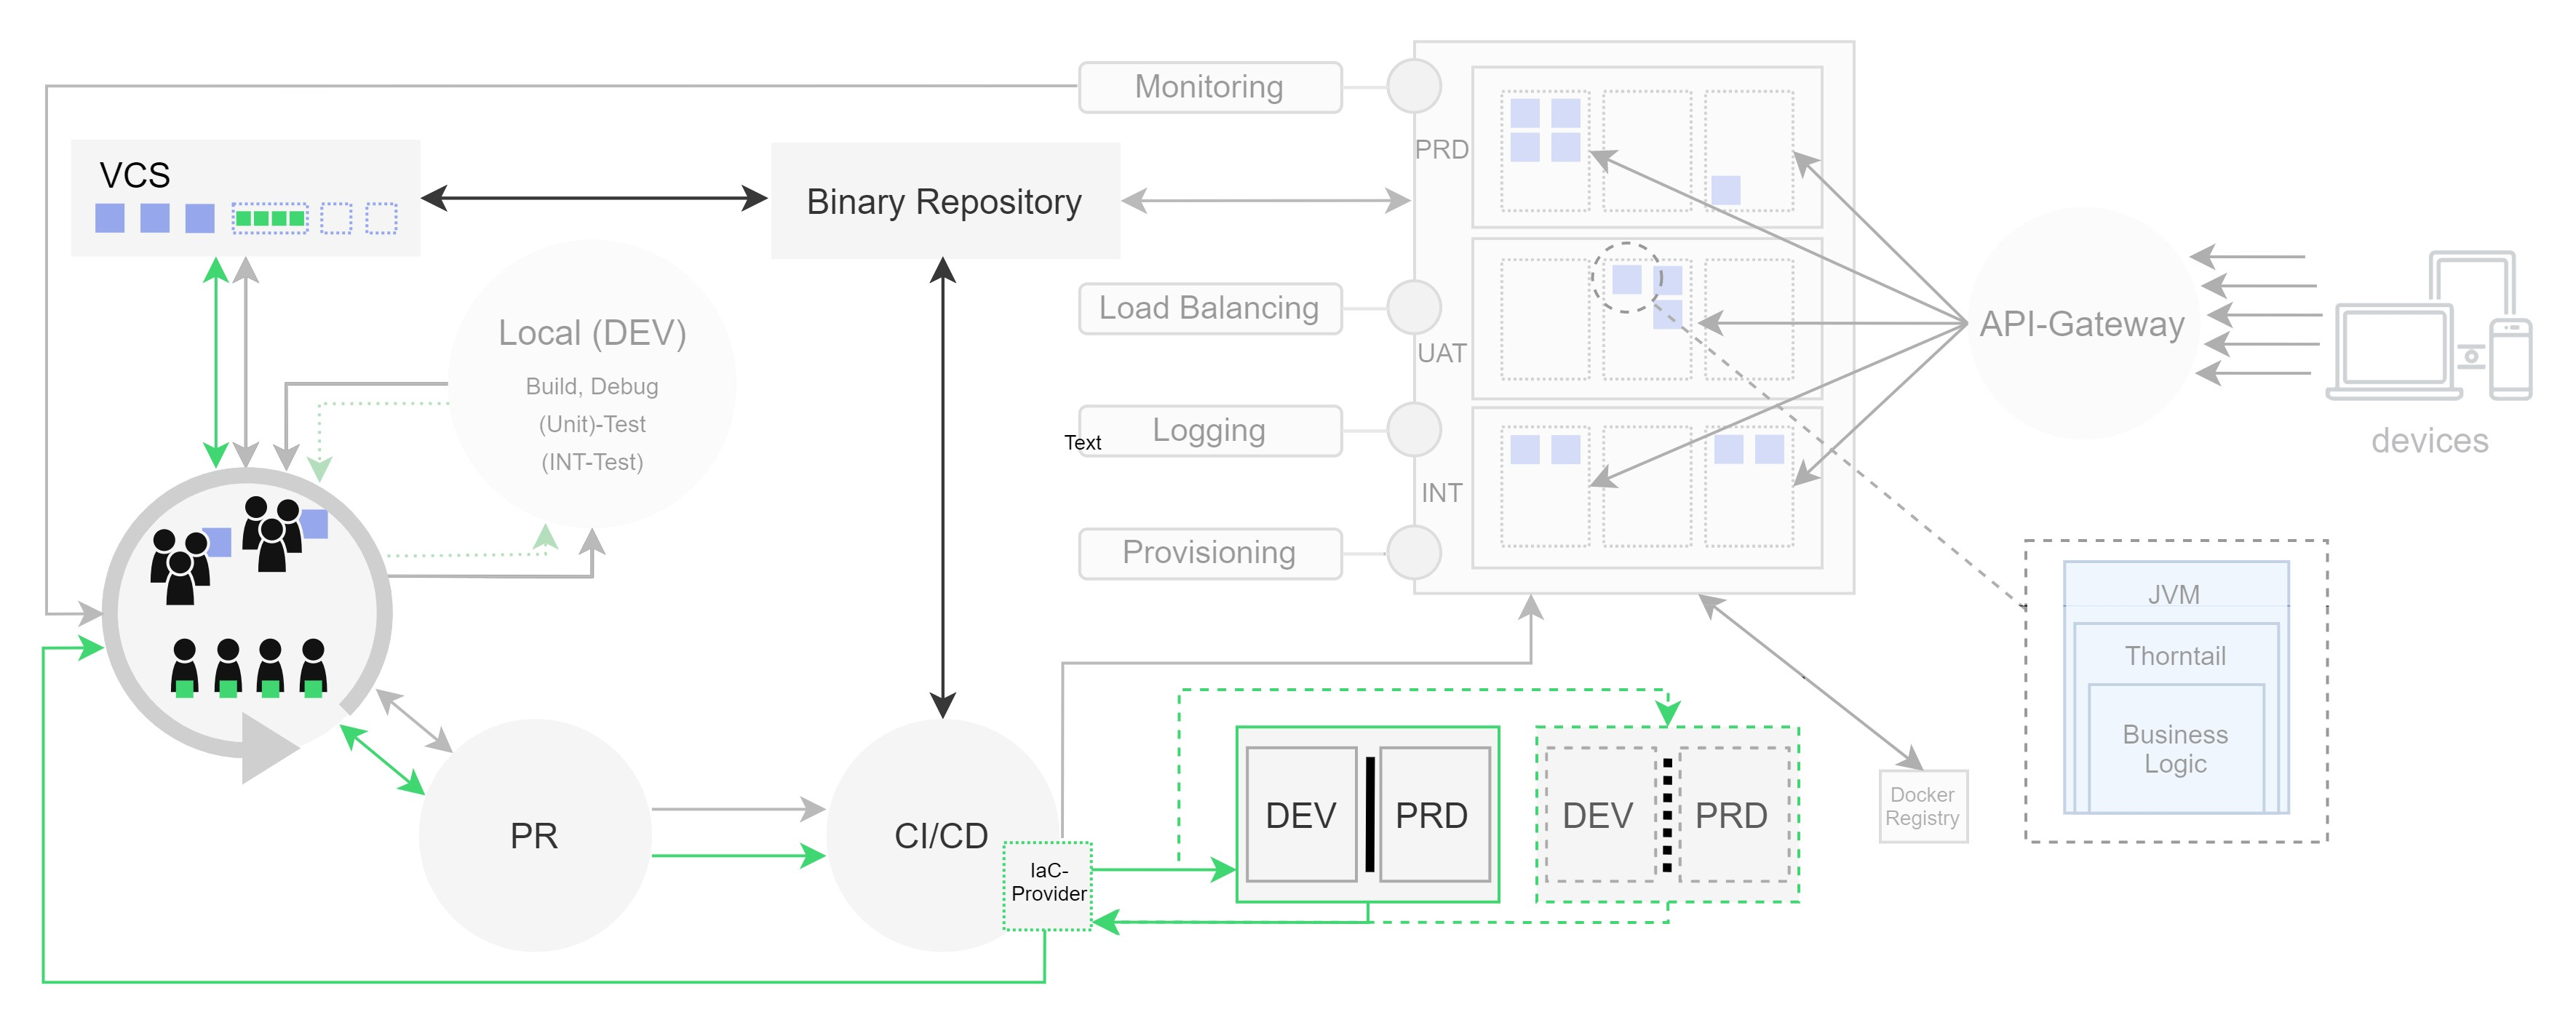 Monitoring
VCS
Binary Repository
PRD
Local (DEV)
Build, Debug
(Unit)-Test
(INT-Test)
Load Balancing
UAT
API-Gateway
devices
Text
Logging
INT
Provisioning
JVM
Thorntail
Business
Logic
PR
CI/CD
IaC-
Provider
DEV
PRD
DEV
PRD
Docker
Registry